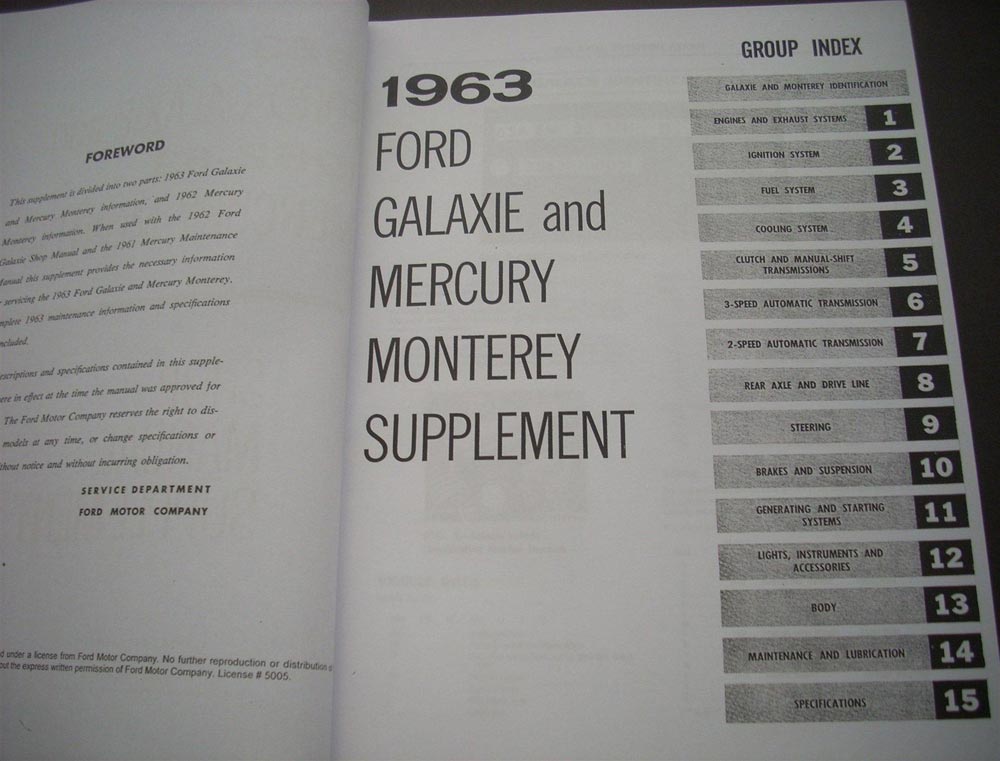 FOREWORD
This supplement is divided into two parts: 1963 Ford Galaxie
and Mercury Monterey information, and 1962 Mercury
Monterey information. When used with the 1962 Ford
Galaxie Shop Manual and the 1961 Mercury Maintenance
Manual this supplement provides the necessary information
servicing the 1963 Ford Galaxie and Mercury Monterey.
mplete 1963 maintenance information and specifications
ncluded.
escriptions and specifications contained in this supple-
ere in effect at the time the manual was approved for
The Ford Motor Company reserves the right to dis-
models at any time, or change specifications or
thout notice and without incurring obligation.
SERVICE DEPARTMENT
FORD MOTOR COMPANY
d under a license from Ford Motor Company. No further reproduction or distribution
out the express written permission of Ford Motor Company. License # 5005.
1963
FORD
GALAXIE and
MERCURY
MONTEREY
SUPPLEMENT
GROUP INDEX
GALAXIE AND MONTEREY IDENTIFICATION
ENGINES AND EXHAUST SYSTEMS 1
IGNITION SYSTEM 2
FUEL SYSTEM 3
COOLING SYSTEM 4
CLUTCH AND MANUAL-SHIFT
TRANSMISSIONS 5
3-SPEED AUTOMATIC TRANSMISSION 6
2-SPEED AUTOMATIC TRANSMISSION 7
REAR AXLE AND DRIVE LINE 8
STEERING 9
BRAKES AND SUSPENSION 10
GENERATING AND STARTING
SYSTEMS 11
LIGHTS, INSTRUMENTS AND
ACCESSORIES 12
BODY 13
MAINTENANCE AND LUBRICATION 14
SPECIFICATIONS 15